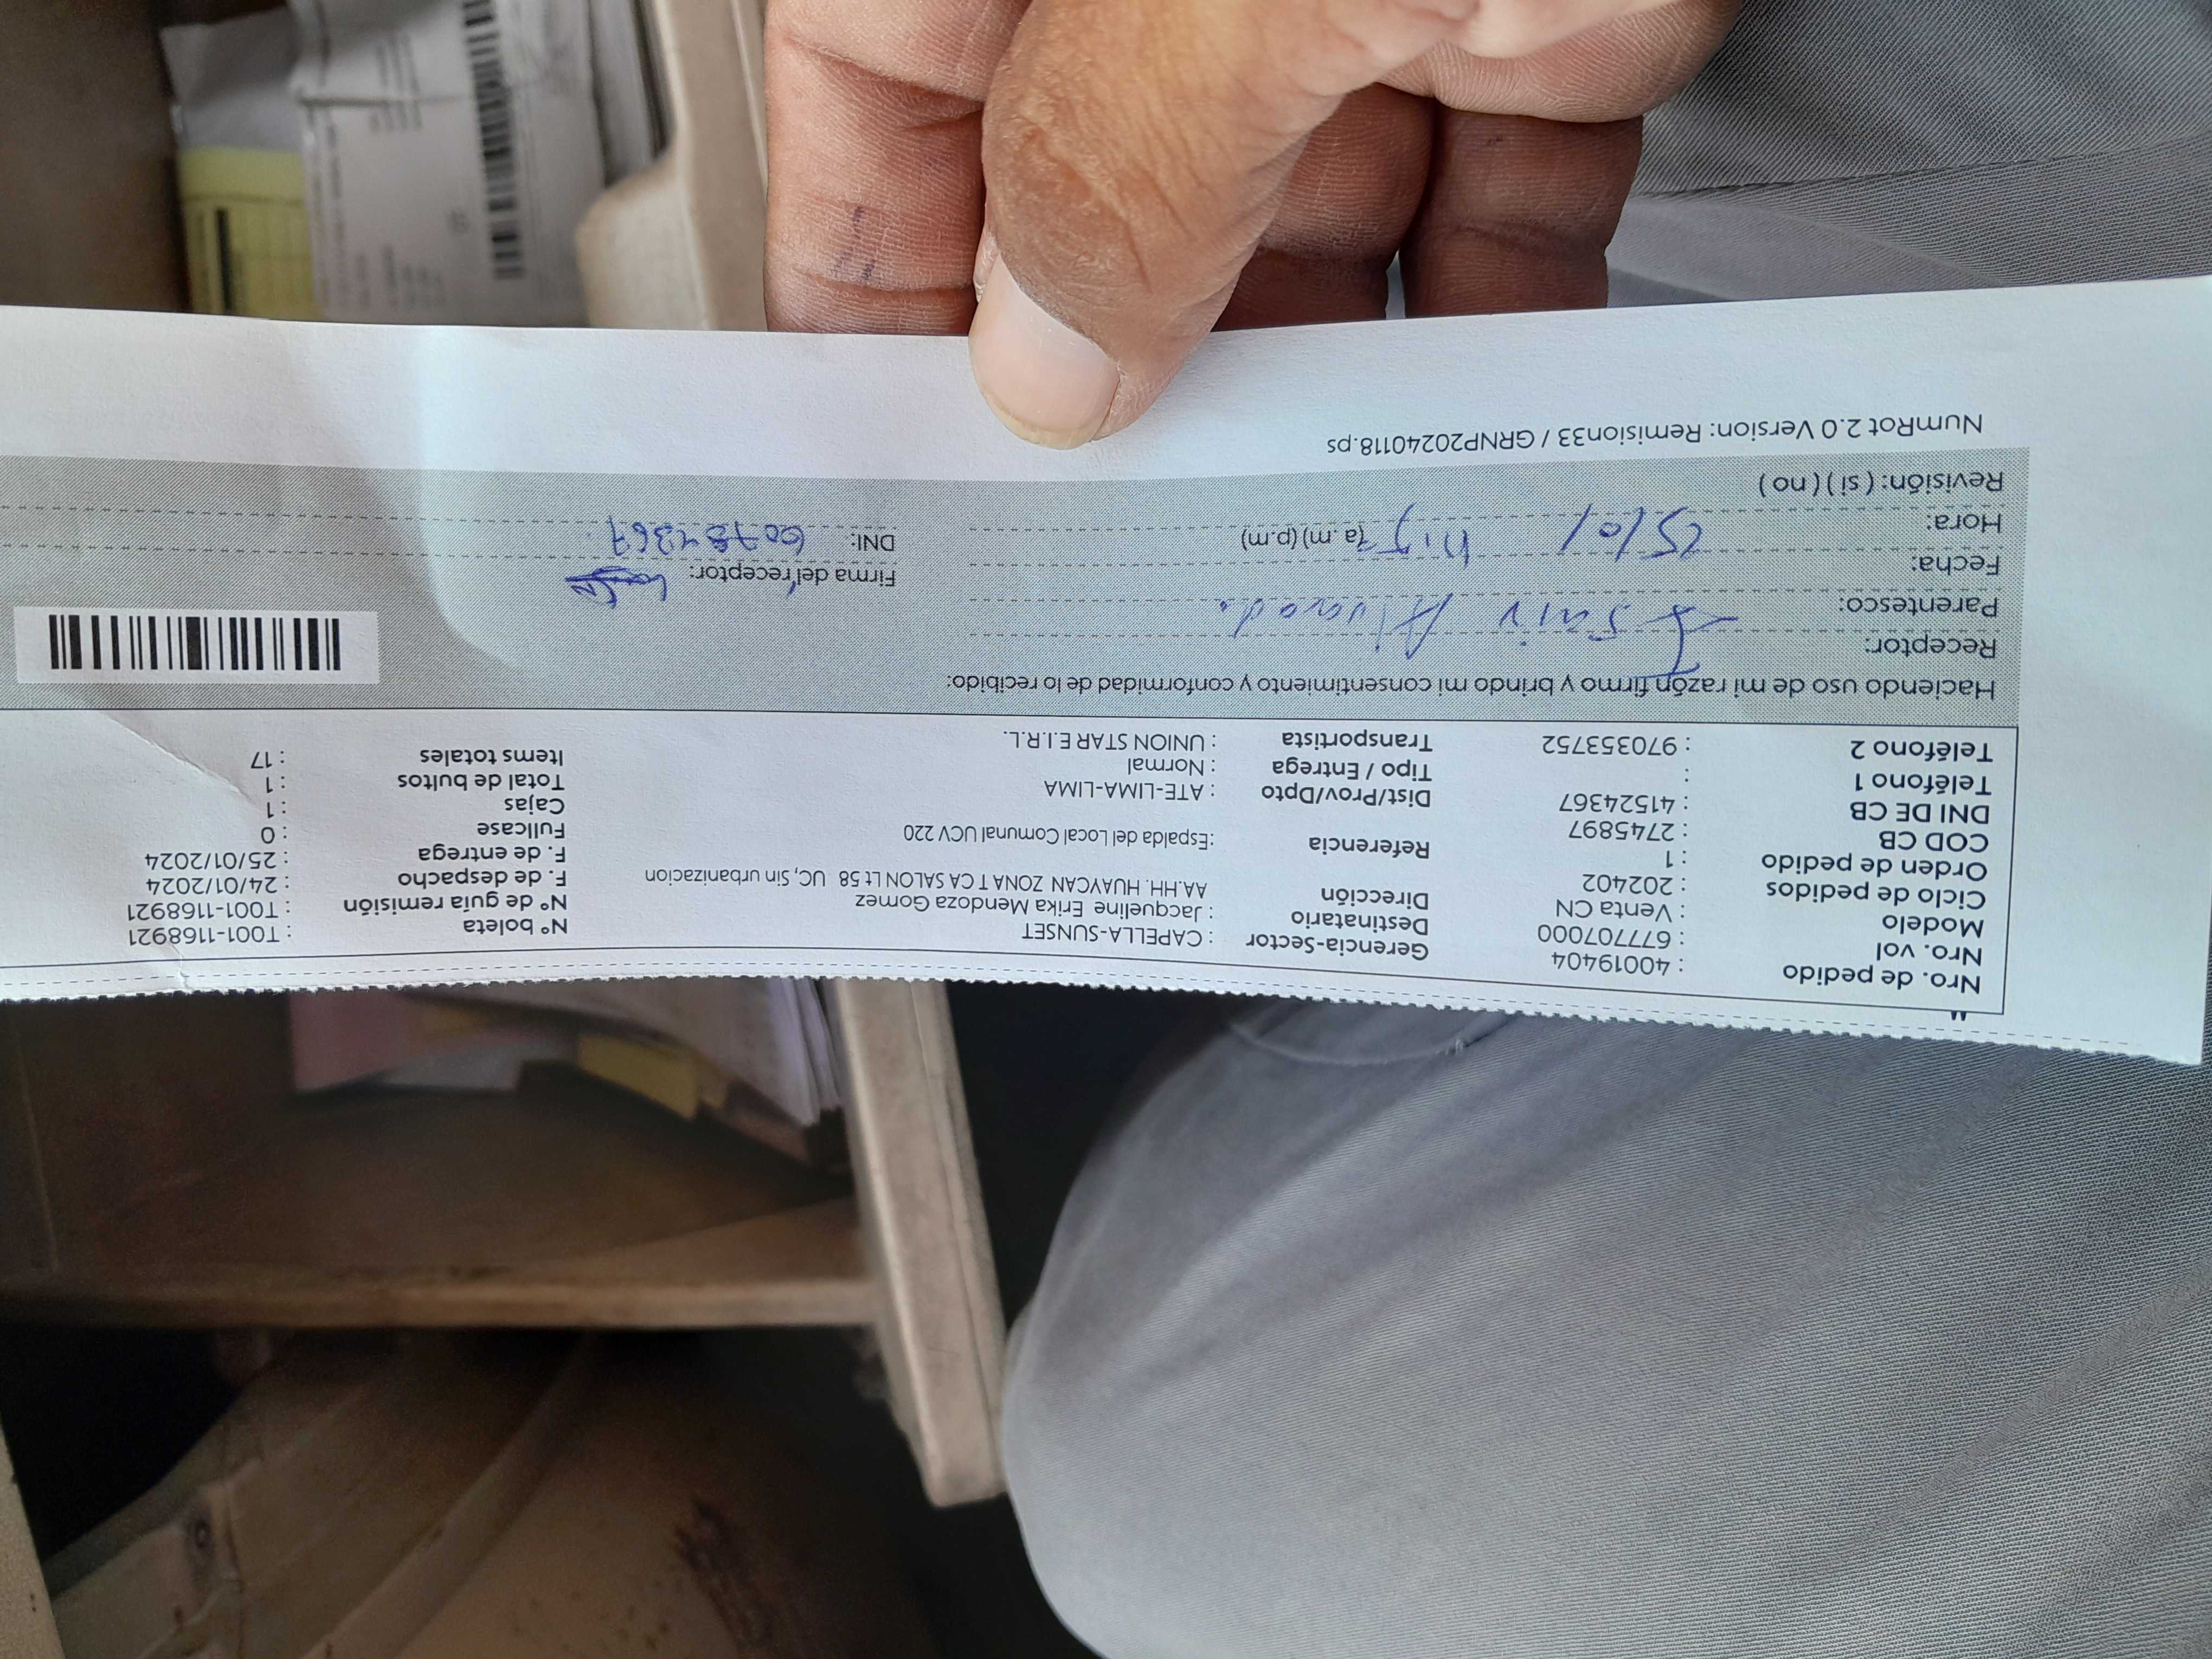 Nro. de pedido : 40019404 Gerencia-Sector : CAPELLA-SUNSET Nº boleta : T001-1168921
Nro. vol : 677707000 Destinatario : Jacqueline Erika Mendoza Gomez Nº de guía remisión : T001-1168921
Modelo : Venta CN Dirección AA.HH. HUAYCAN ZONA T CA SALON Lt 58 UC, Sin urbanizacion F. de despacho : 24/01/2024
Ciclo de pedidos : 202402 Referencia :Espalda del Local Comunal UCV 220 F. de entrega : 25/01/2024
Orden de pedido : 1 Dist/Prov/Dpto : ATE-LIMA-LIMA Fullcase : 0
COD CB : 2745897 Tipo / Entrega : Normal Cajas : 1
DNI DE CB : 41524367 Transportista : UNION STAR E.I.R.L. Total de bultos : 1
Teléfono 1 : Items totales : 17
Teléfono 2 : 970353752
Haciendo uso de mi razón firmo y brindo mi consentimiento y conformidad de lo recibido:
Receptor:
Parentesco: Firma del receptor:
Fecha: DNI:
Hora: (a.m) (p.m)
Revisión: ( si ) ( no )
NumRot 2.0 Version: Remision33 / GRNP20240118.ps